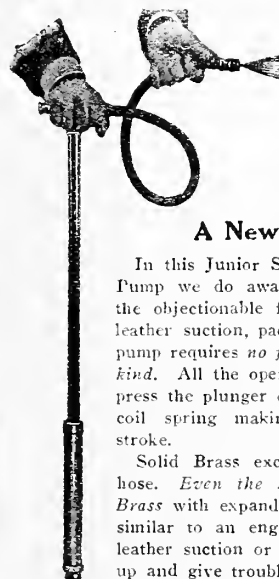 A New
In this Junior S
Pump we do awa
the objectionable f
leather suction, pac
pump requires no p
kind. All the oper
press the plunger
coil spring makin
stroke.
Solid Brass exc
hose. Even the
Brass with expand
similar to an eng
leather suction or
up and give troubl